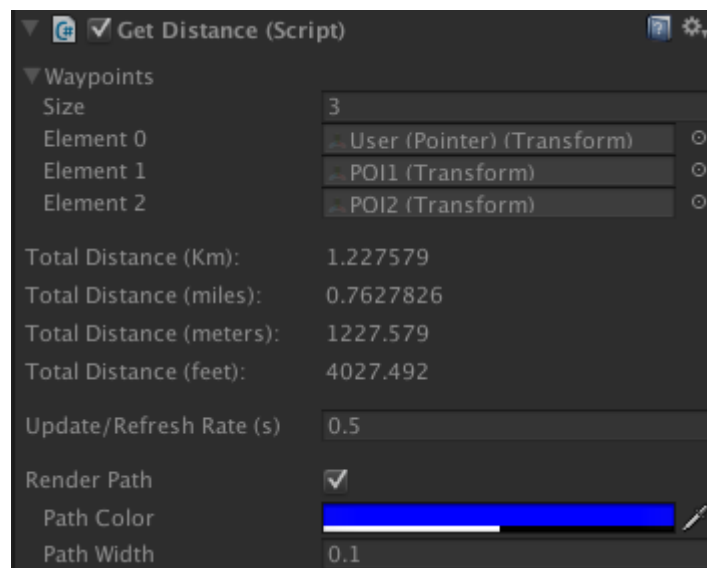 Get Distance (Script)
Waypoints
Size 3
Element 0 User (Pointer) (Transform)
Element 1 POI1 (Transform)
Element 2 POI2 (Transform)
Total Distance (Km): 1.227579
Total Distance (miles): 0.7627826
Total Distance (meters): 1227.579
Total Distance (feet): 4027.492
Update/Refresh Rate (s) 0.5
Render Path
Path Color
Path Width 0.1